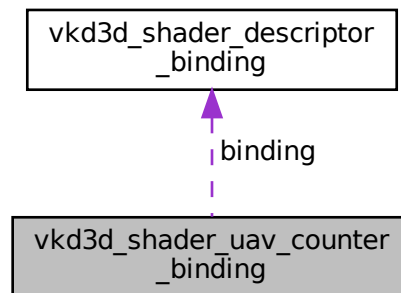 vkd3d_shader_descriptor
_binding
binding
vkd3d_shader_uav_counter
_binding